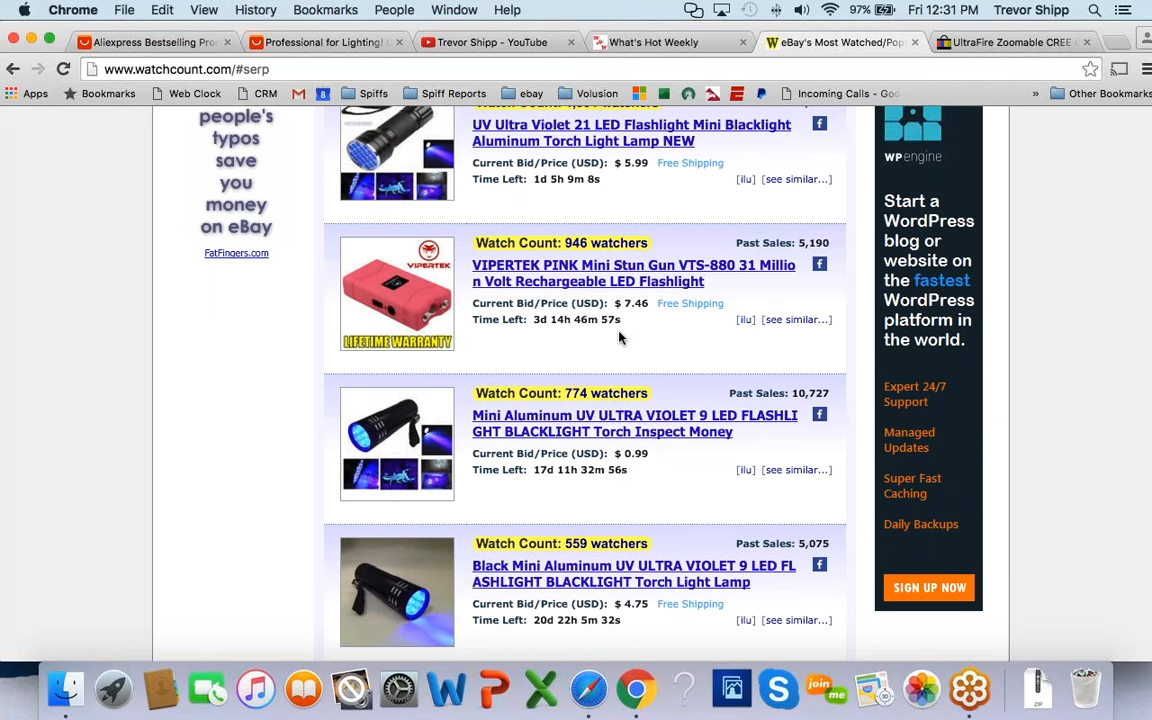 Chrome File Edit View History Bookmarks People Window Help 97% Fri 12:31 PM Trevor Shipp
Aliexpress Bestselling Pro
Professional for Lighting!
Trevor Shipp - YouTube
What's Hot Weekly
eBay's Most Watched/Pop
UltraFire Zoomable CREE
www.watchcount.com/#serp
Apps Bookmarks Web Clock CRM 8 Spiffs Spiff Reports ebay Volusion Incoming Calls - Goo » Other Bookmarks
people's
typos
save
you
money
on eBay
FatFingers.com
UV Ultra Violet 21 LED Flashlight Mini Blacklight
Aluminum Torch Light Lamp NEW
Current Bid/Price (USD): $ 5.99 Free Shipping
Time Left: 1d 5h 9m 8s [ilu] [see similar...]
Watch Count: 946 watchers Past Sales: 5,190
VIPERTEK PINK Mini Stun Gun VTS-880 31 Millio
n Volt Rechargeable LED Flashlight
Current Bid/Price (USD): $ 7.46 Free Shipping
Time Left: 3d 14h 46m 57s [ilu] [see similar...]
VIPERTEK
LIFETIME WARRANTY
Watch Count: 774 watchers Past Sales: 10,727
Mini Aluminum UV ULTRA VIOLET 9 LED FLASHLI
GHT BLACKLIGHT Torch Inspect Money
Current Bid/Price (USD): $ 0.99
Time Left: 17d 11h 32m 56s [ilu] [see similar...]
Watch Count: 559 watchers Past Sales: 5,075
Black Mini Aluminum UV ULTRA VIOLET 9 LED FL
ASHLIGHT BLACKLIGHT Torch Light Lamp
Current Bid/Price (USD): $ 4.75 Free Shipping
Time Left: 20d 22h 5m 32s [ilu] [see similar...]
WPengine
Start a
WordPress
blog or
website on
the fastest
WordPress
platform in
the world.
Expert 24/7
Support
Managed
Updates
Super Fast
Caching
Daily Backups
SIGN UP NOW
join
me
ZIP